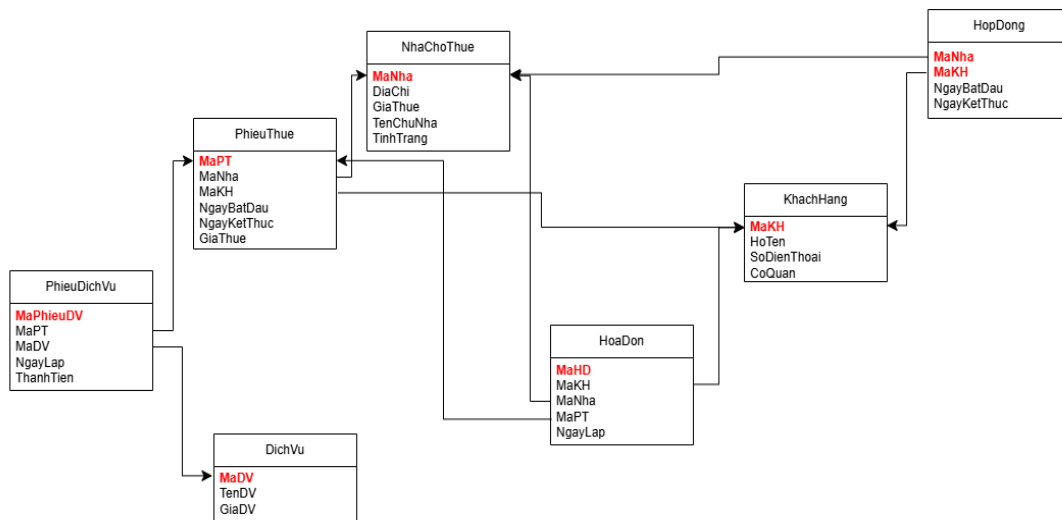 HopDong
MaNha
MaKH
NgayBatDau
NgayKetThuc
NhaChoThue
MaNha
DiaChi
GiaThue
TenChuNha
TinhTrang
PhieuThue
MaPT
MaNha
MaKH
NgayBatDau
NgayKetThuc
GiaThue
KhachHang
MaKH
HoTen
SoDienThoai
CoQuan
PhieuDichVu
MaPhieuDV
MaPT
MaDV
NgayLap
ThanhTien
HoaDon
MaHD
MaKH
MaNha
MaPT
NgayLap
DichVu
MaDV
TenDV
GiaDV